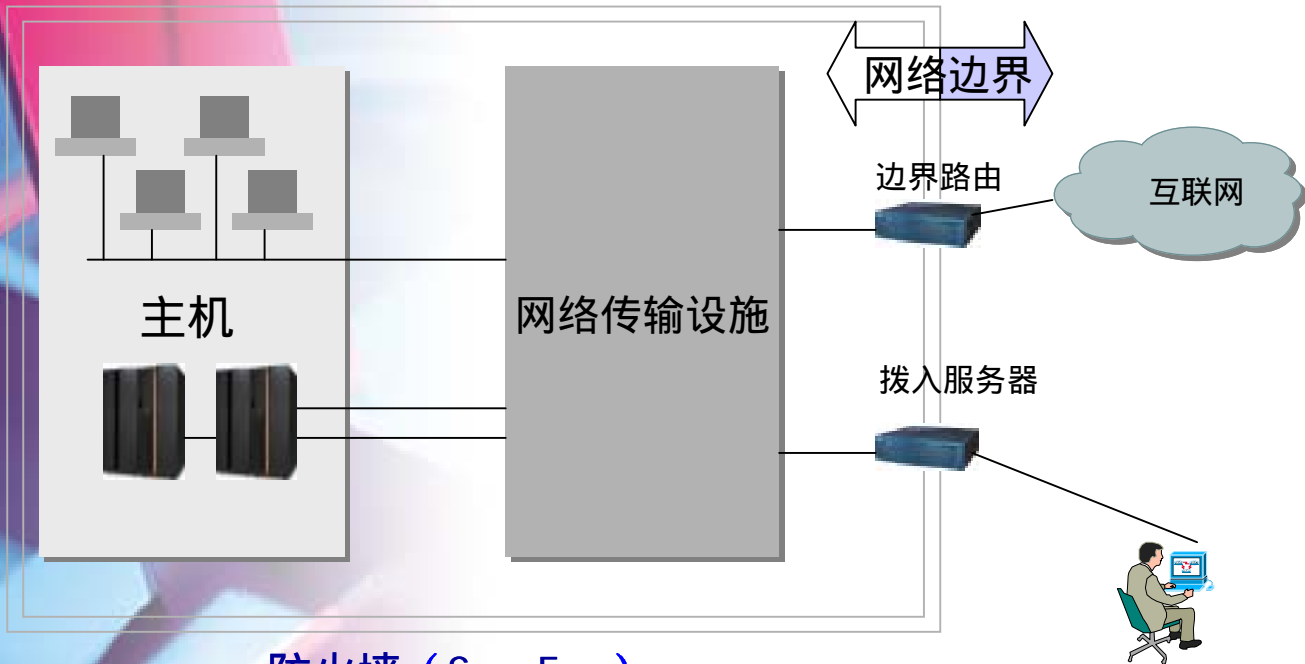 网络边界
边界路由
互联网
主机
网络传输设施
拨入服务器